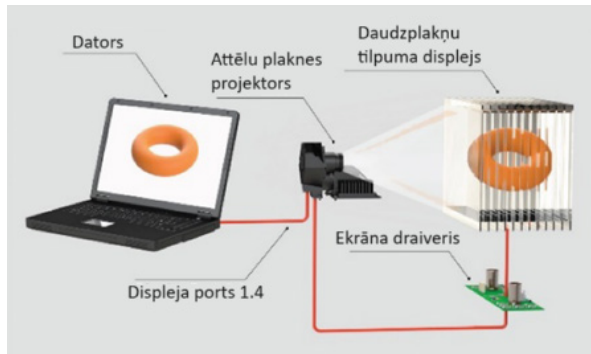 Dators
Attēlu plaknes
projektors
Daudzplakņu
tilpuma displejs
Displeja ports 1.4
Ekrāna draiveris